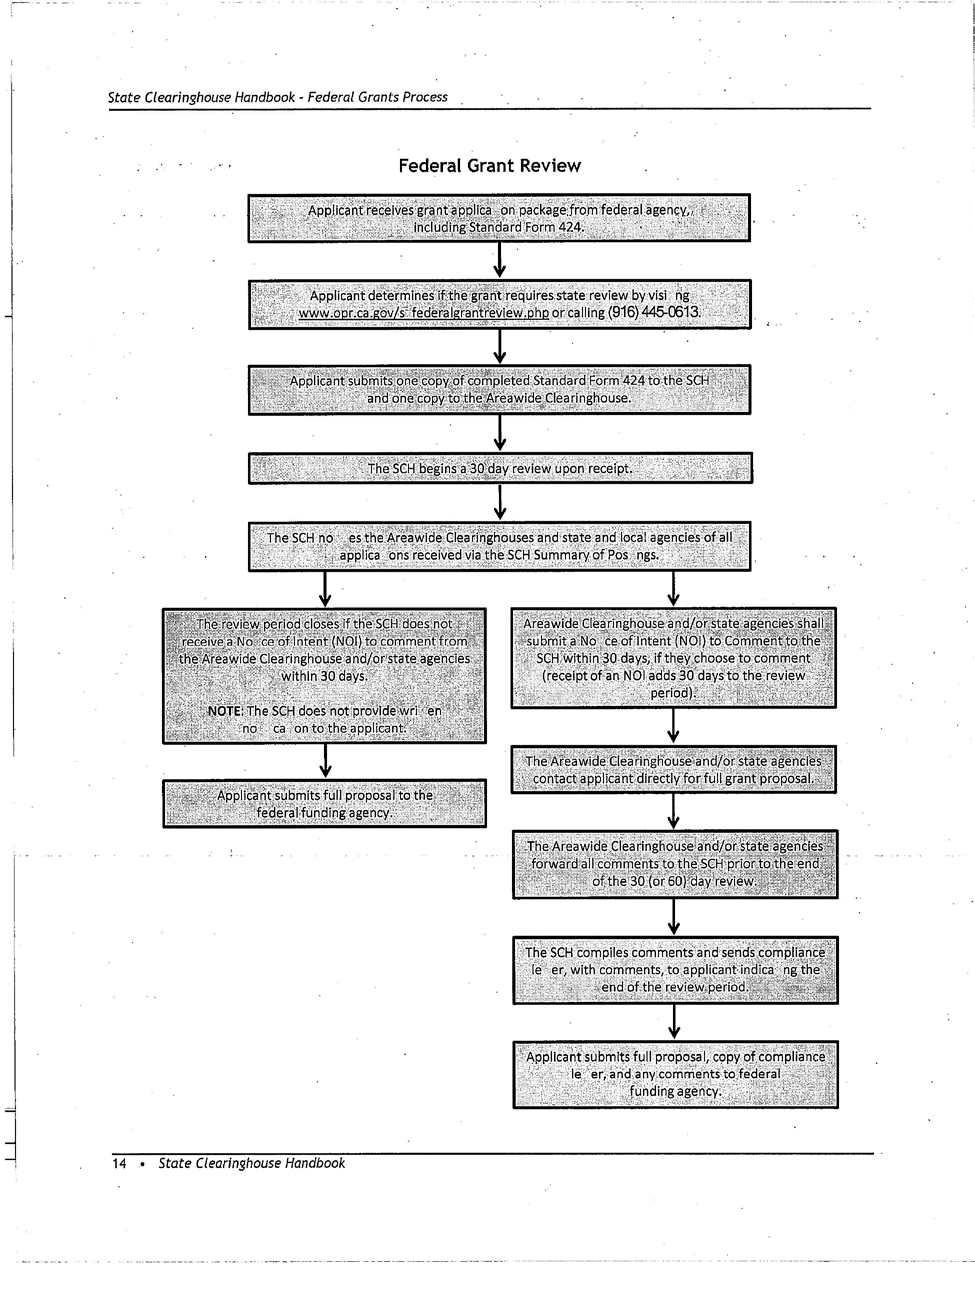 State Clearinghouse Handbook - Federal Grants Process
Federal Grant Review
Applicant receives grant applica on package from federal agency,
including Standard Form 424.
Applicant determines if the grant requires state review by visi ng
www.opr.ca.gov/s federalgrantreview.php or calling (916) 445-0613.
Applicant submits one copy of completed Standard Form 424 to the SCH
and one copy to the Areawide Clearinghouse.
The SCH begins a 30 day review upon receipt.
The SCH no es the Areawide Clearinghouses and state and local agencies of all
applica ons received via the SCH Summary of Pos ngs.
The review period closes if the SCH does not
receive a No ce of Intent (NOI) to comment from
the Areawide Clearinghouse and/or state agencies
within 30 days.
NOTE: The SCH does not provide wri en
no ca on to the applicant.
Applicant submits full proposal to the
federal funding agency.
Areawide Clearinghouse and/or state agencies shall
submit a No ce of Intent (NOI) to Comment to the
SCH within 30 days, if they choose to comment
(receipt of an NOI adds 30 days to the review
period).
The Areawide Clearinghouse and/or state agencies
contact applicant directly for full grant proposal.
The Areawide Clearinghouse and/or state agencies
forward all comments to the SCH prior to the end
of the 30 (or 60) day review.
The SCH compiles comments and sends compliance
le er, with comments, to applicant indica ng the
end of the review period.
Applicant submits full proposal, copy of compliance
le er, and any comments to federal
funding agency.
14 • State Clearinghouse Handbook